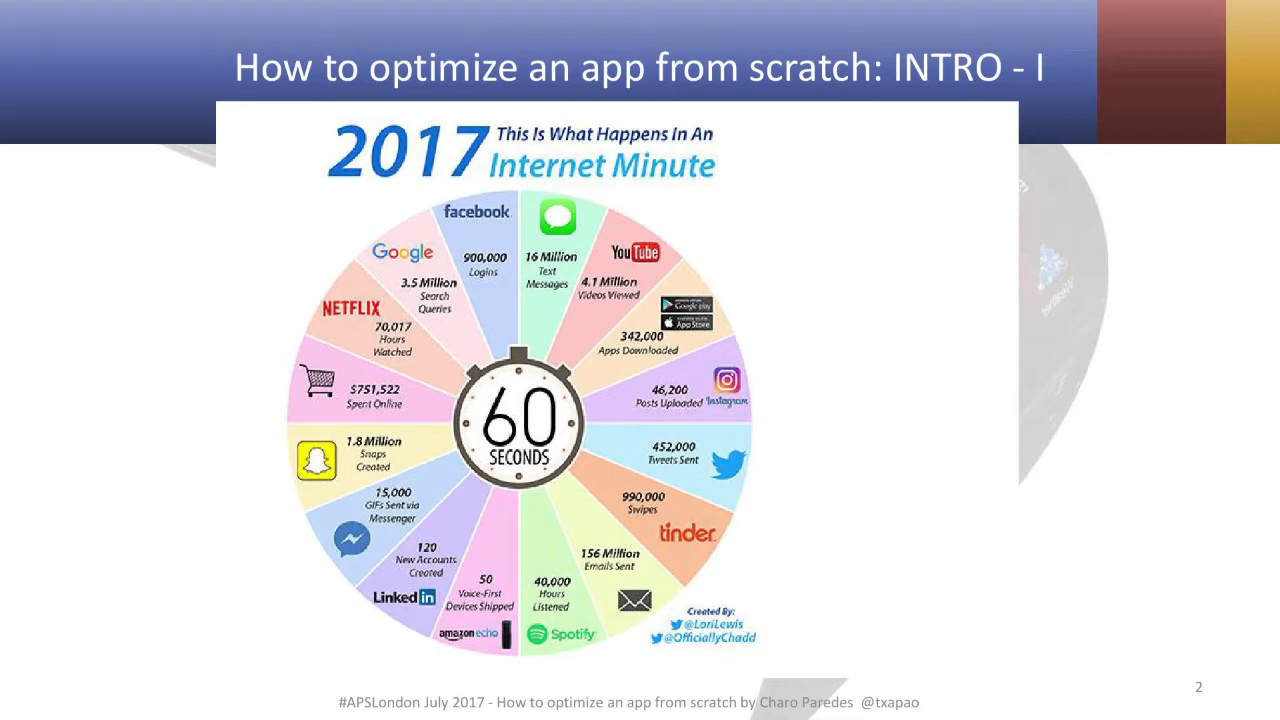 How to optimize an app from scratch: INTRO - I
2017 This Is What Happens In An
Internet Minute
facebook
900,000
Logins
16 Million
Text
Messages
YouTube
4.1 Million
Videos Viewed
Google play
App Store
342,000
Apps Downloaded
46,200
Posts Uploaded
Instagram
452,000
Tweets Sent
990,000
Swipes
tinder
156 Million
Emails Sent
40,000
Hours
Listened
Spotify
50
Voice-First
Devices Shipped
amazon echo
120
New Accounts
Created
Linked in
15,000
GIFs Sent via
Messenger
1.8 Million
Snaps
Created
$751,522
Spent Online
NETFLIX
70,017
Hours
Watched
Google
3.5 Million
Search
Queries
60
SECONDS
Created By:
@LoriLewis
@OfficiallyChadd
#APSLondon July 2017 - How to optimize an app from scratch by Charo Paredes @txapao
2